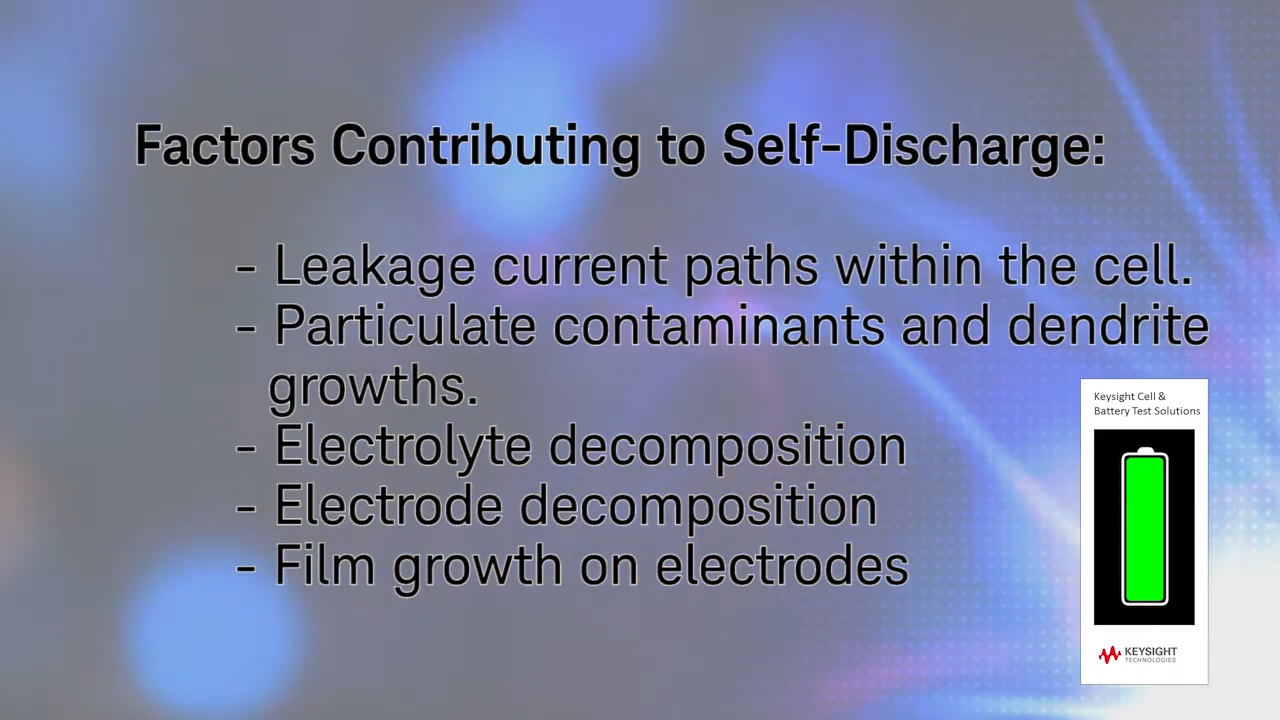 Factors Contributing to Self-Discharge:
- Leakage current paths within the cell.
- Particulate contaminants and dendrite
growths.
- Electrolyte decomposition
- Electrode decomposition
- Film growth on electrodes
Keysight Cell &
Battery Test Solutions
KEYSIGHT
TECHNOLOGIES